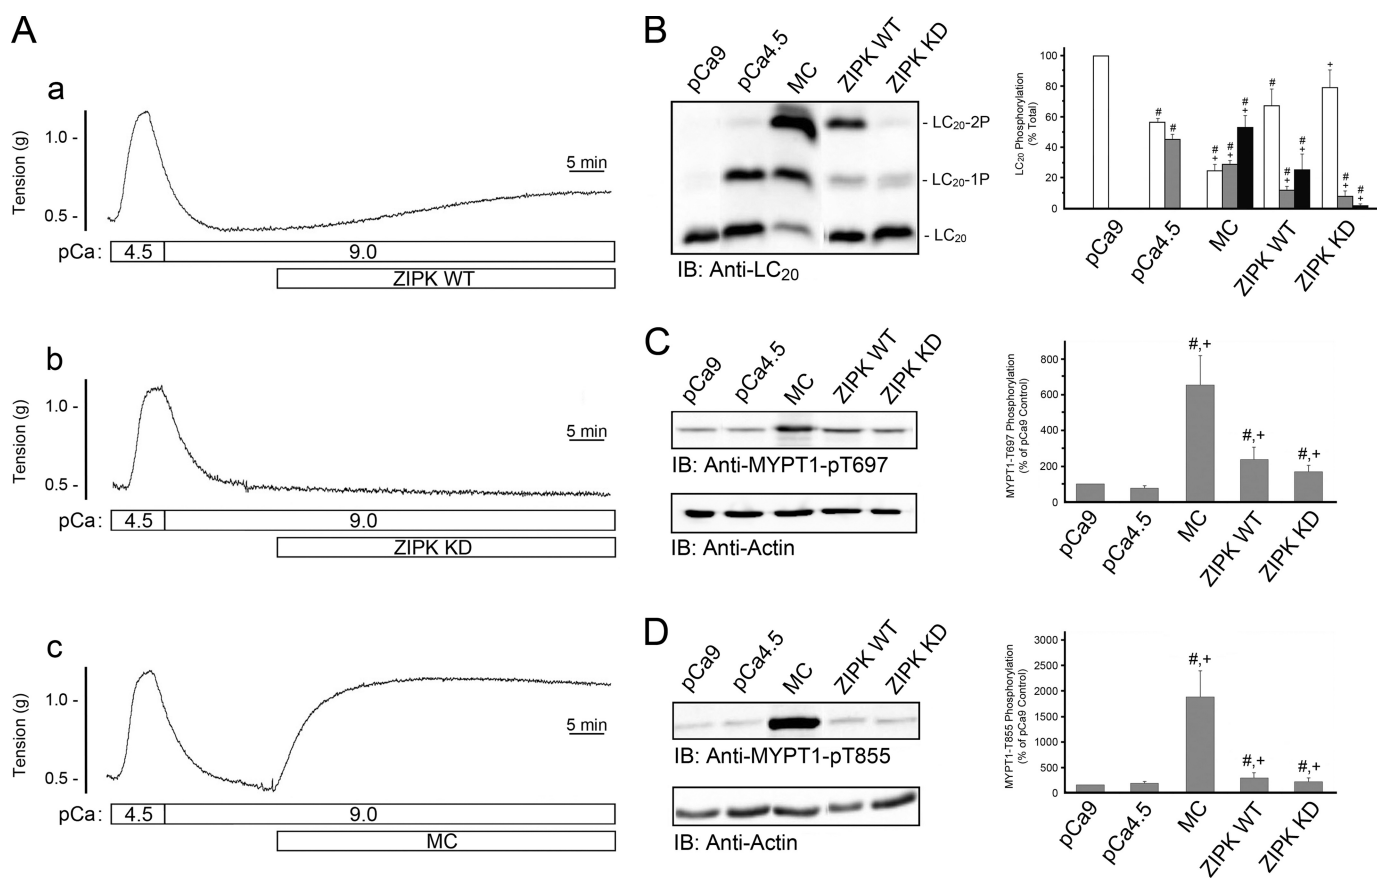 A
a
Tension (g)
1.0 -
0.5 -
5 min
pCa: 4.5 9.0
ZIPK WT
b
Tension (g)
1.0 -
0.5 -
5 min
pCa: 4.5 9.0
ZIPK KD
c
Tension (g)
1.0 -
0.5 -
5 min
pCa: 4.5 9.0
MC
B
pCa9 pCa4.5 MC ZIPK WT ZIPK KD
- LC20-2P
- LC20-1P
- LC20
IB: Anti-LC20
LC20 Phosphorylation
(% Total)
100
80
60
40
20
0
# # # + # + # + # # + # + + # + # +
pCa9 pCa4.5 MC ZIPK WT ZIPK KD
C
pCa9 pCa4.5 MC ZIPK WT ZIPK KD
IB: Anti-MYPT1-pT697
IB: Anti-Actin
MYPT1-T697 Phosphorylation
(% of pCa9 Control)
800
600
400
200
0
#,+ #,+ #,+
pCa9 pCa4.5 MC ZIPK WT ZIPK KD
D
pCa9 pCa4.5 MC ZIPK WT ZIPK KD
IB: Anti-MYPT1-pT855
IB: Anti-Actin
MYPT1-T855 Phosphorylation
(% of pCa9 Control)
3000
2500
2000
1500
1000
500
0
#,+ #,+ #,+
pCa9 pCa4.5 MC ZIPK WT ZIPK KD